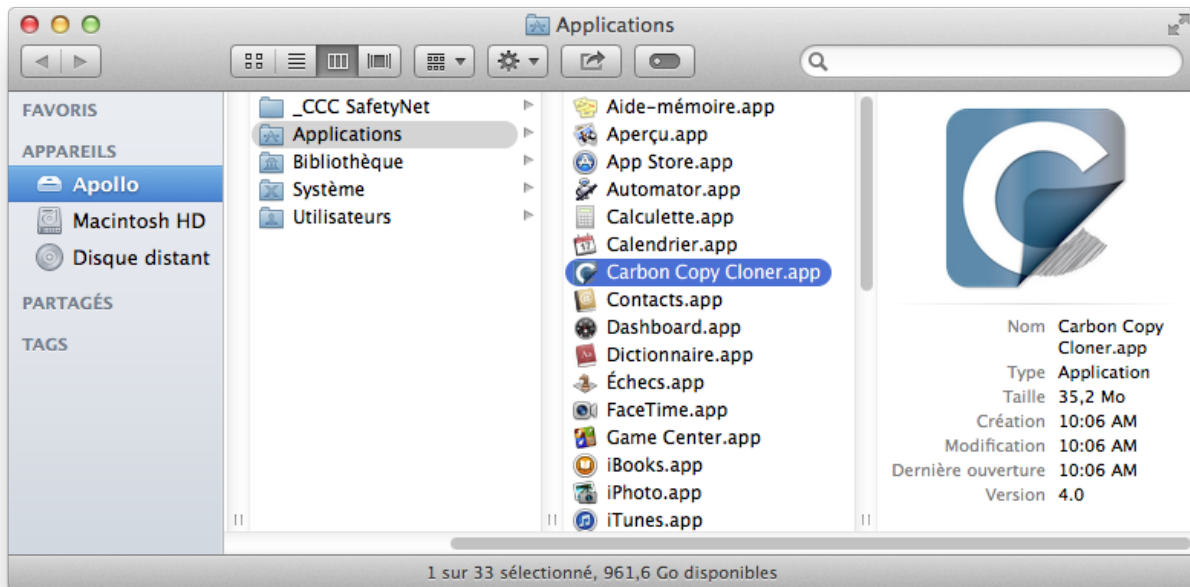 Applications
FAVORIS
APPAREILS
Apollo
Macintosh HD
Disque distant
PARTAGÉS
TAGS
_CCC SafetyNet
Applications
Bibliothèque
Système
Utilisateurs
Aide-mémoire.app
Aperçu.app
App Store.app
Automator.app
Calculette.app
Calendrier.app
Carbon Copy Cloner.app
Contacts.app
Dashboard.app
Dictionnaire.app
Échecs.app
FaceTime.app
Game Center.app
iBooks.app
iPhoto.app
iTunes.app
Nom Carbon Copy
Cloner.app
Type Application
Taille 35,2 Mo
Création 10:06 AM
Modification 10:06 AM
Dernière ouverture 10:06 AM
Version 4.0
1 sur 33 sélectionné, 961,6 Go disponibles